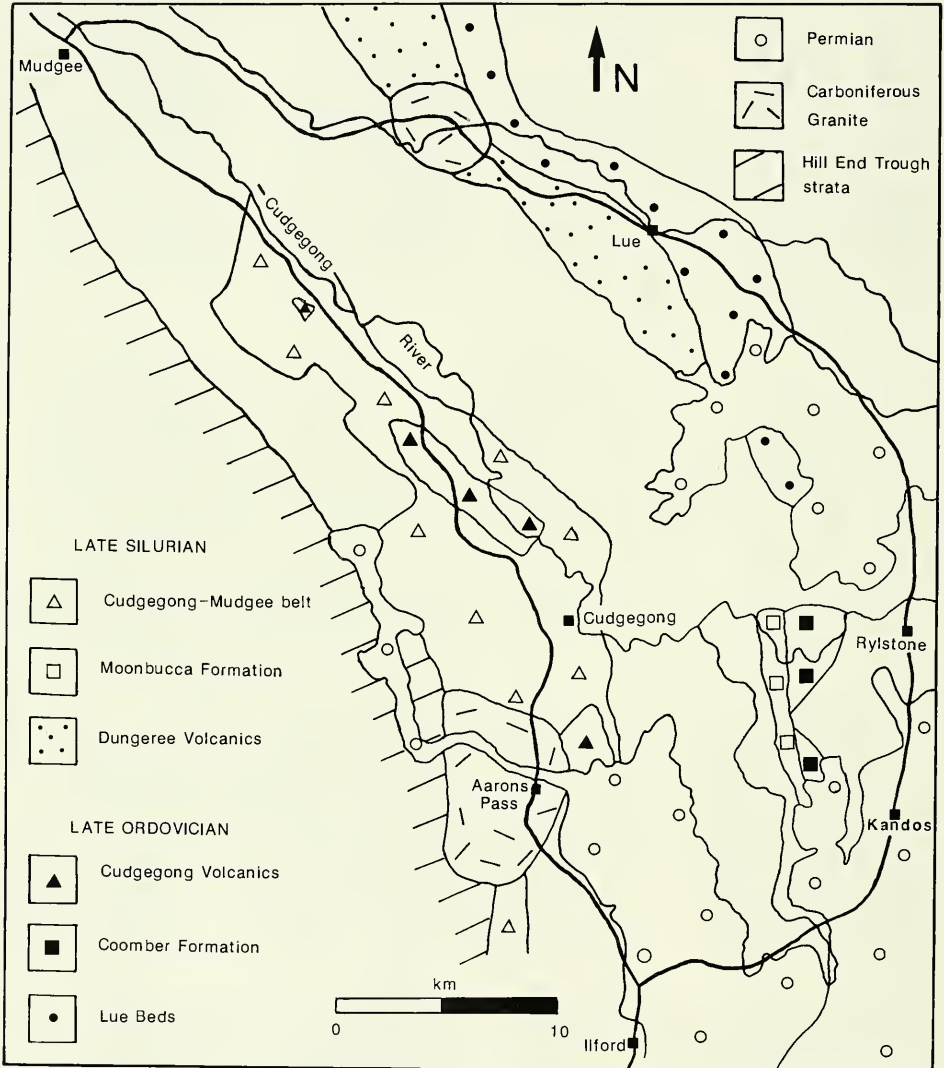 Mudgee
N
Permian
Carboniferous
Granite
Hill End Trough
strata
Cudgegong
River
Lue
LATE SILURIAN
Cudgegong-Mudgee belt
Moonbucca Formation
Dungeree Volcanics
Cudgegong
Rylstone
Aarons
Pass
Kandos
LATE ORDOVICIAN
Cudgegong Volcanics
Coomber Formation
Lue Beds
km
0
10
Ilford